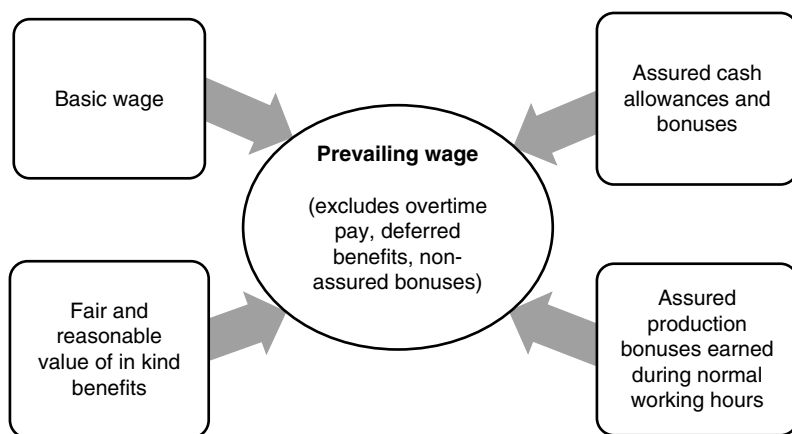 Basic wage
Assured cash
allowances and
bonuses
Prevailing wage
(excludes overtime
pay, deferred
benefits, non-
assured bonuses)
Fair and
reasonable
value of in kind
benefits
Assured
production
bonuses earned
during normal
working hours